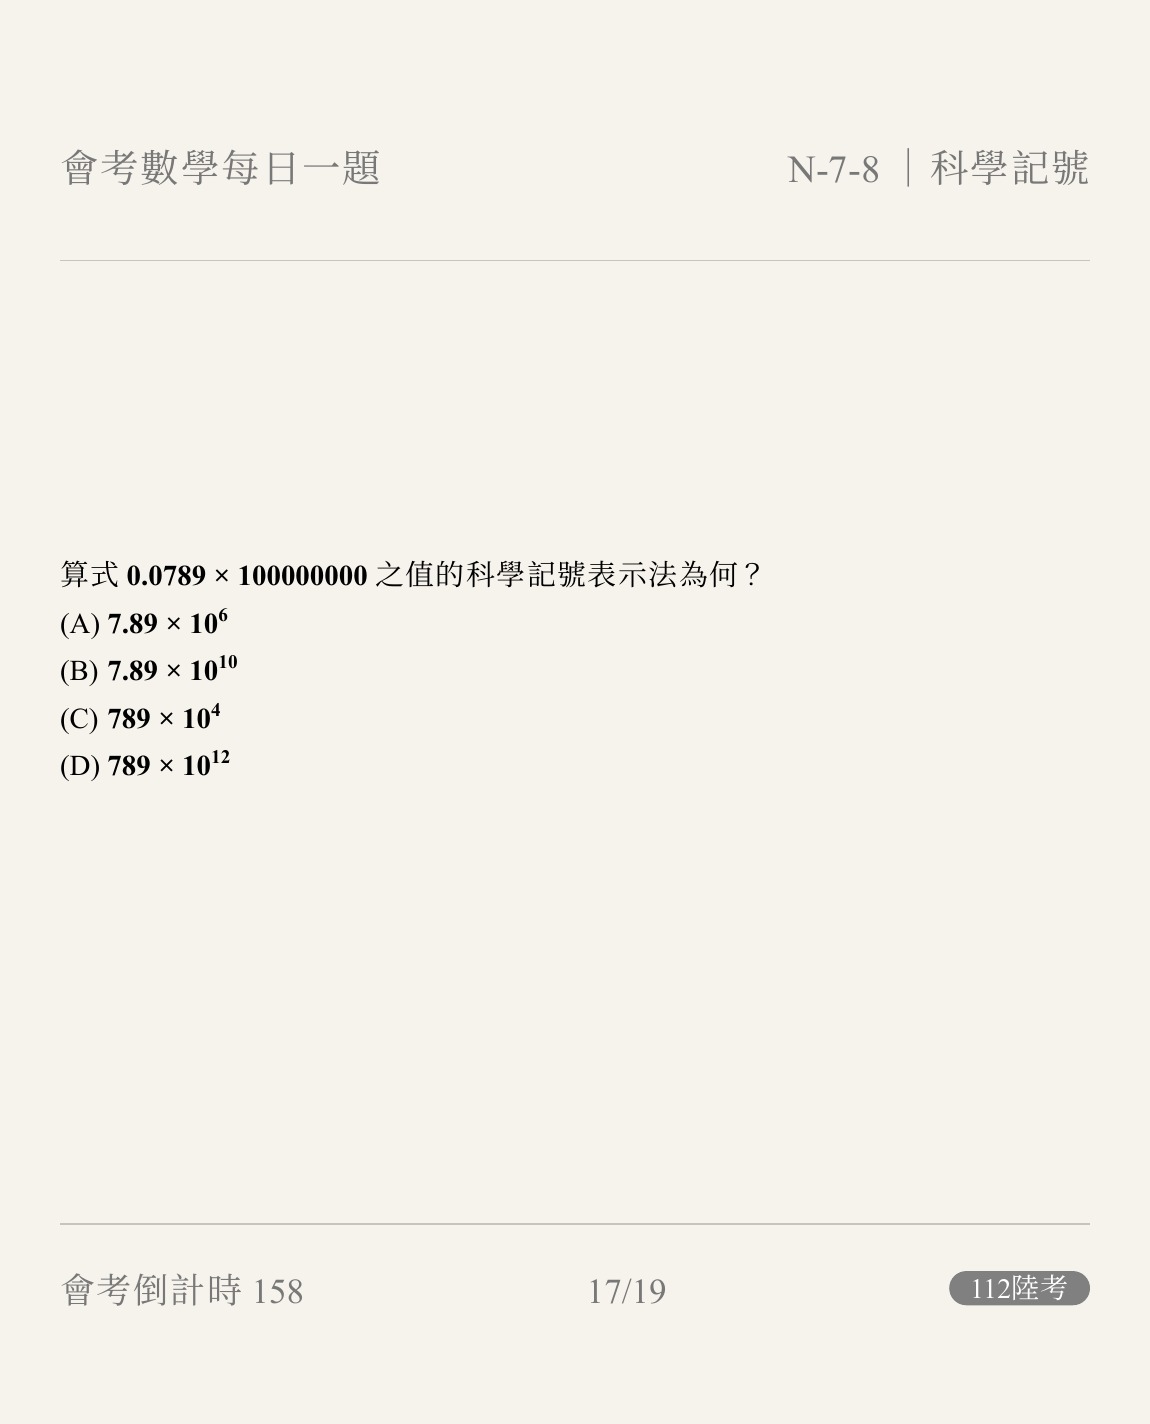 會考數學每日一題
N-7-8 | 科學記號
算式 0.0789 × 100000000 之值的科學記號表示法為何？
(A) 7.89 × 10⁶
(B) 7.89 × 10¹⁰
(C) 789 × 10⁴
(D) 789 × 10¹²
會考倒計時 158
17/19
112陸考